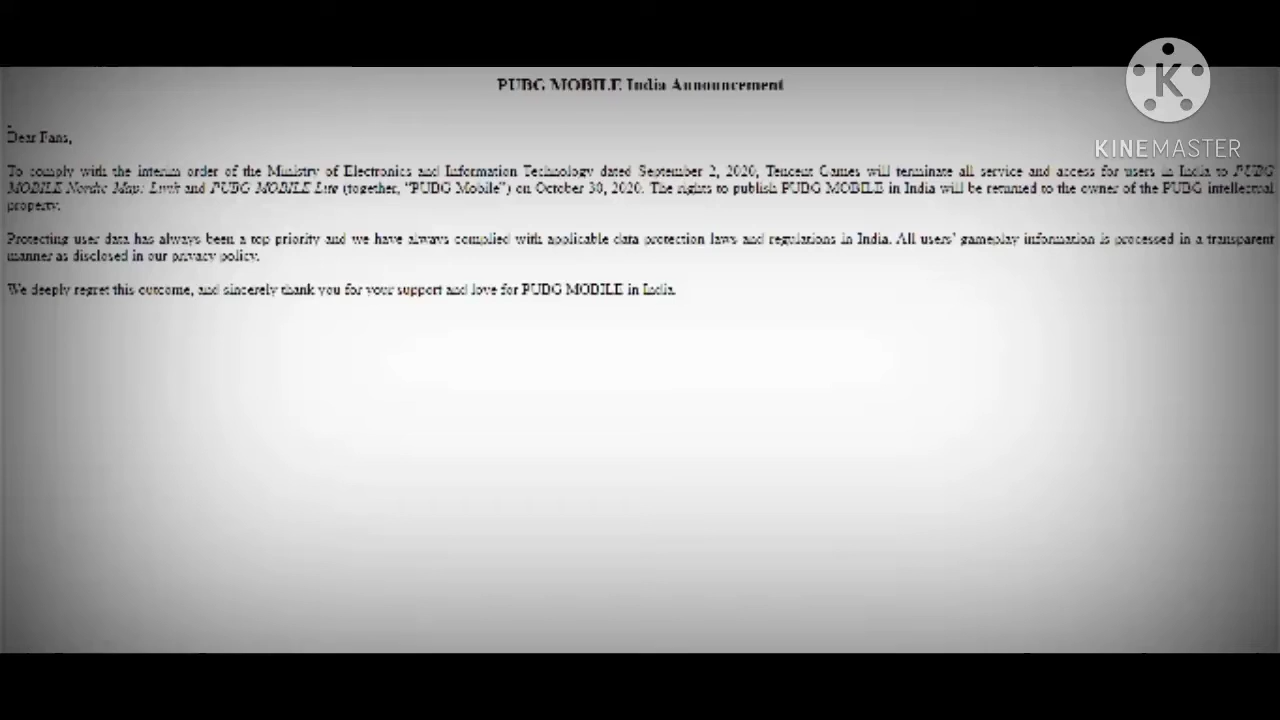 PUBG MOBILE India Announcement
KINEMASTER
Dear Fans,
To comply with the interim order of the Ministry of Electronics and Information Technology dated September 2, 2020, Tencent Games will terminate all service and access for users in India to PUBG
MOBILE Nordic Map: Livik and PUBG MOBILE Lite (together, “PUBG Mobile”) on October 30, 2020. The rights to publish PUBG MOBILE in India will be returned to the owner of the PUBG intellectual
property.
Protecting user data has always been a top priority and we have always complied with applicable data protection laws and regulations in India. All users’ gameplay information is processed in a transparent
manner as disclosed in our privacy policy.
We deeply regret this outcome, and sincerely thank you for your support and love for PUBG MOBILE in India.